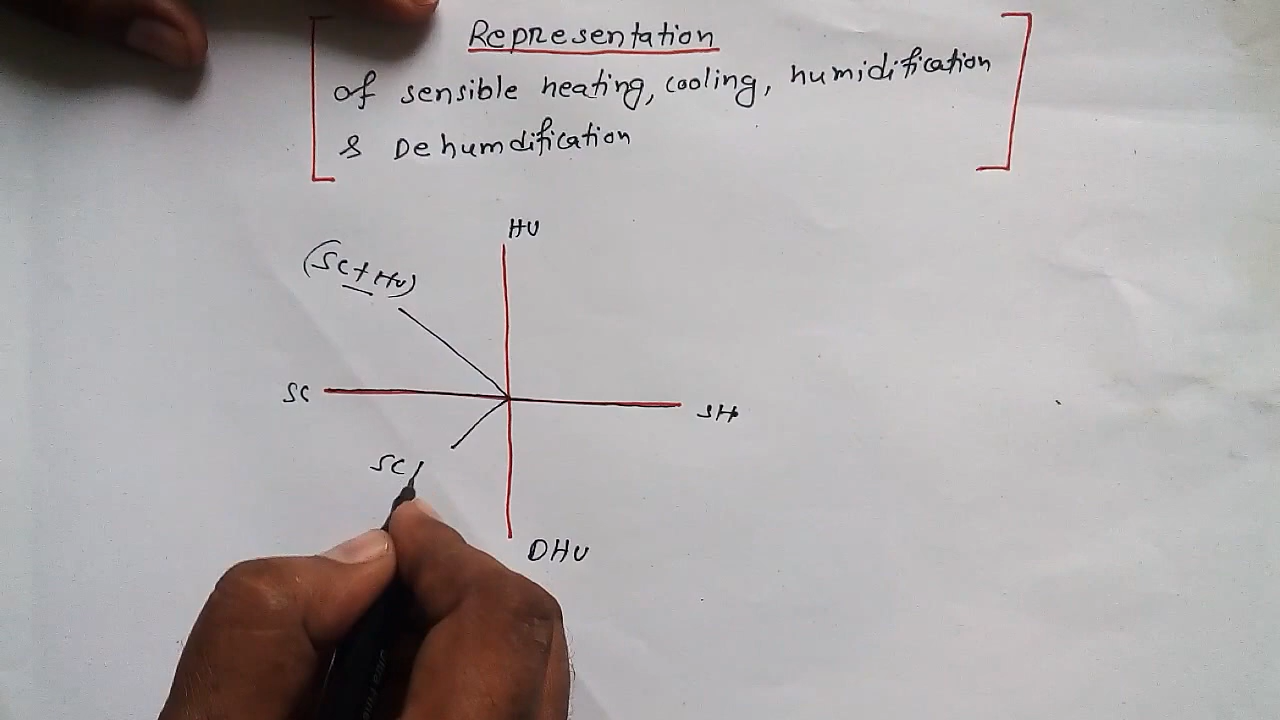 Representation
of sensible heating, cooling, humidification
& Dehumdification
HU
(SC+HU)
SC
SH
SC
DHU